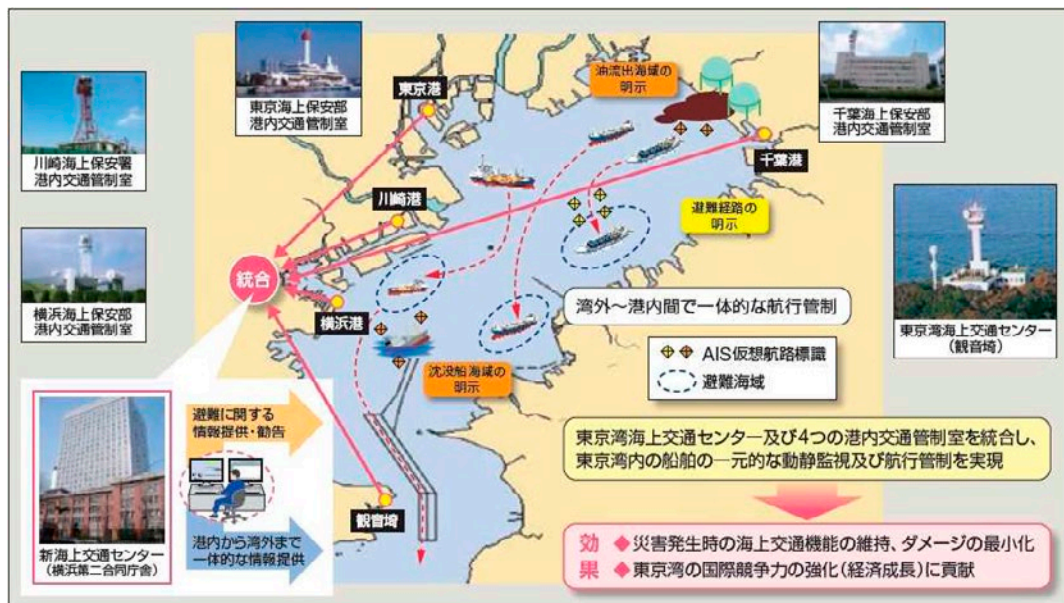 川崎海上保安署
港内交通管制室
東京海上保安部
港内交通管制室
千葉海上保安部
港内交通管制室
横浜海上保安部
港内交通管制室
東京湾海上交通センター
(観音埼)
油流出海域の
明示
東京港
千葉港
川崎港
避難経路の
明示
統合
横浜港
湾外～港内間で一体的な航行管制
AIS仮想航路標識
避難海域
沈没船海域の
明示
観音埼
避難に関する
情報提供・勧告
港内から湾外まで
一体的な情報提供
新海上交通センター
(横浜第二合同庁舎)
東京湾海上交通センター及び4つの港内交通管制室を統合し、
東京湾内の船舶の一元的な動静監視及び航行管制を実現
効果
◆災害発生時の海上交通機能の維持、ダメージの最小化
◆東京湾の国際競争力の強化(経済成長)に貢献